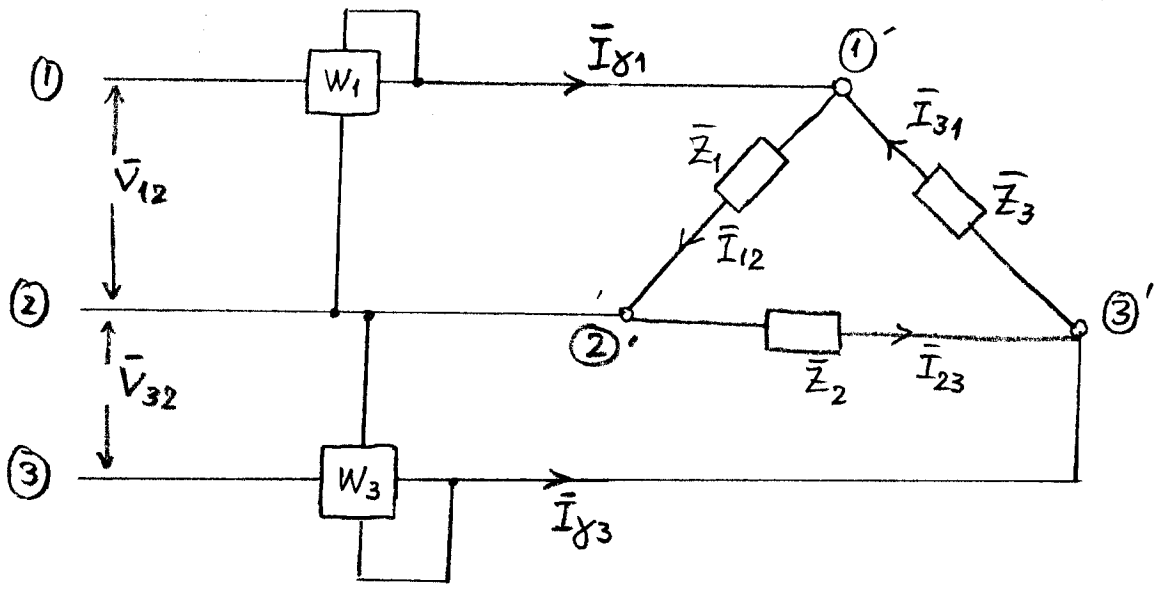 ①
W₁
Īγ1
①′
Z̄₁
Ī₃₁
Z̄₃
V̄₁₂
Ī₁₂
②
②′
③′
V̄₃₂
Z̄₂
Ī₂₃
③
W₃
Īγ3